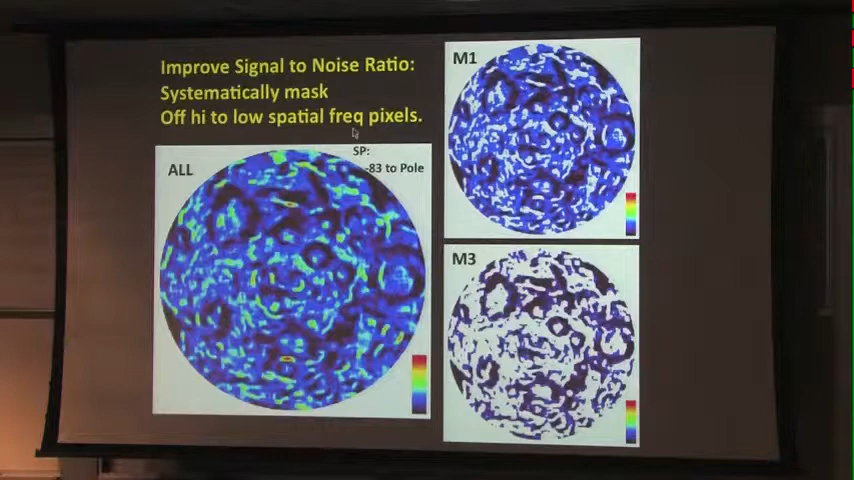 Improve Signal to Noise Ratio:
Systematically mask
Off hi to low spatial freq pixels.
ALL
SP:
-83 to Pole
M1
M3